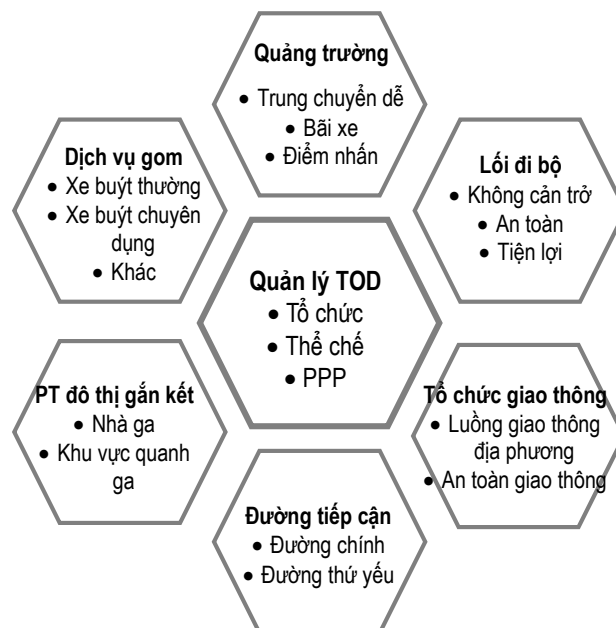 Quảng trường
• Trung chuyển dễ
• Bãi xe
• Điểm nhấn
Dịch vụ gom
• Xe buýt thường
• Xe buýt chuyên
dụng
• Khác
Lối đi bộ
• Không cản trở
• An toàn
• Tiện lợi
Quản lý TOD
• Tổ chức
• Thể chế
• PPP
PT đô thị gắn kết
• Nhà ga
• Khu vực quanh
ga
Tổ chức giao thông
• Luồng giao thông
địa phương
• An toàn giao thông
Đường tiếp cận
• Đường chính
• Đường thứ yếu